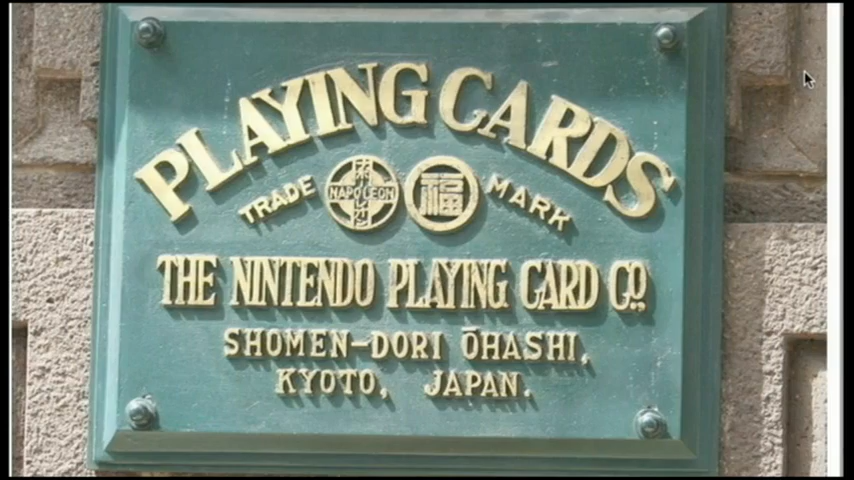 PLAYING CARDS
TRADE NAPOLEON 福 MARK
THE NINTENDO PLAYING CARD CO.,
SHOMEN-DORI ŌHASHI,
KYOTO, JAPAN.